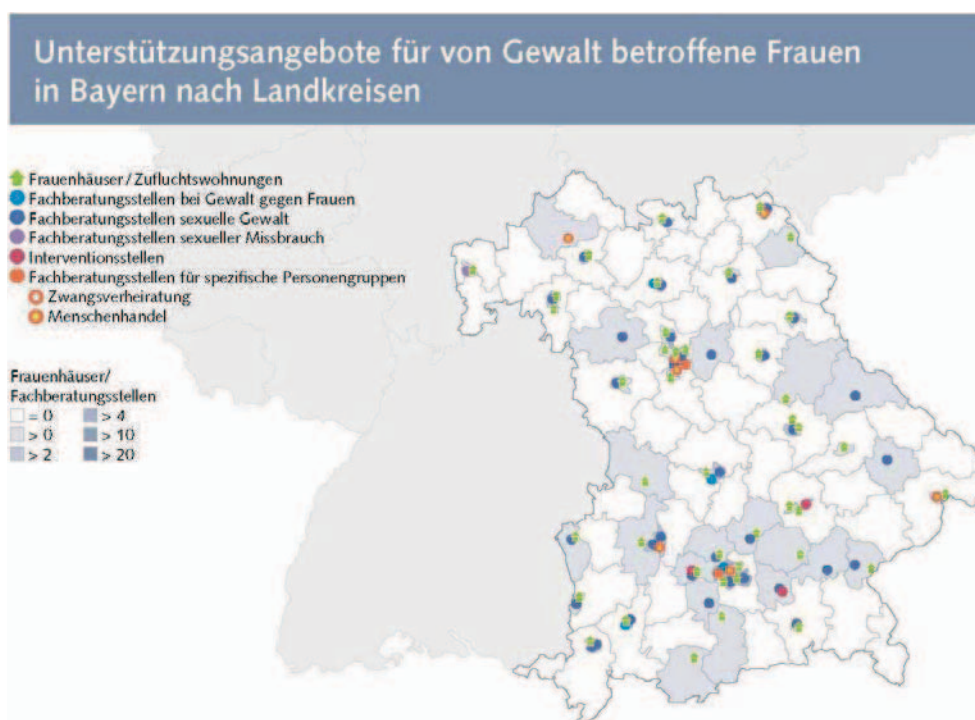 Unterstützungsangebote für von Gewalt betroffene Frauen
in Bayern nach Landkreisen
Frauenhäuser / Zufluchtswohnungen
Fachberatungsstellen bei Gewalt gegen Frauen
Fachberatungsstellen sexuelle Gewalt
Fachberatungsstellen sexueller Missbrauch
Interventionsstellen
Fachberatungsstellen für spezifische Personengruppen
Zwangsverheiratung
Menschenhandel
Frauenhäuser/
Fachberatungsstellen
= 0 > 4
> 0 > 10
> 2 > 20